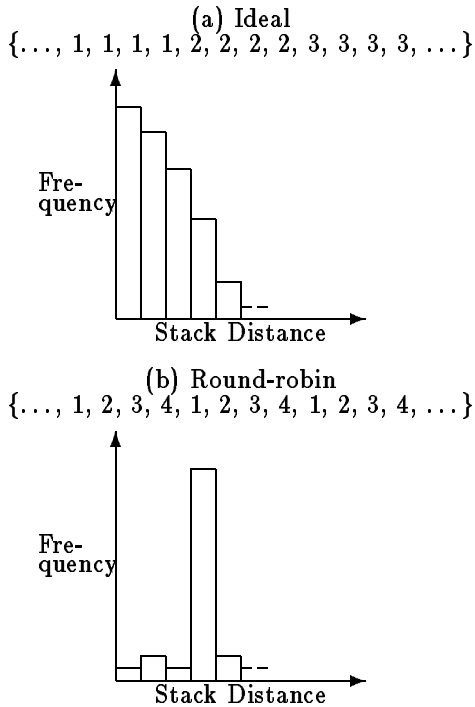 (a) Ideal
{..., 1, 1, 1, 1, 2, 2, 2, 2, 3, 3, 3, 3, ...}
Fre-
quency
Stack Distance
(b) Round-robin
{..., 1, 2, 3, 4, 1, 2, 3, 4, 1, 2, 3, 4, ...}
Fre-
quency
Stack Distance